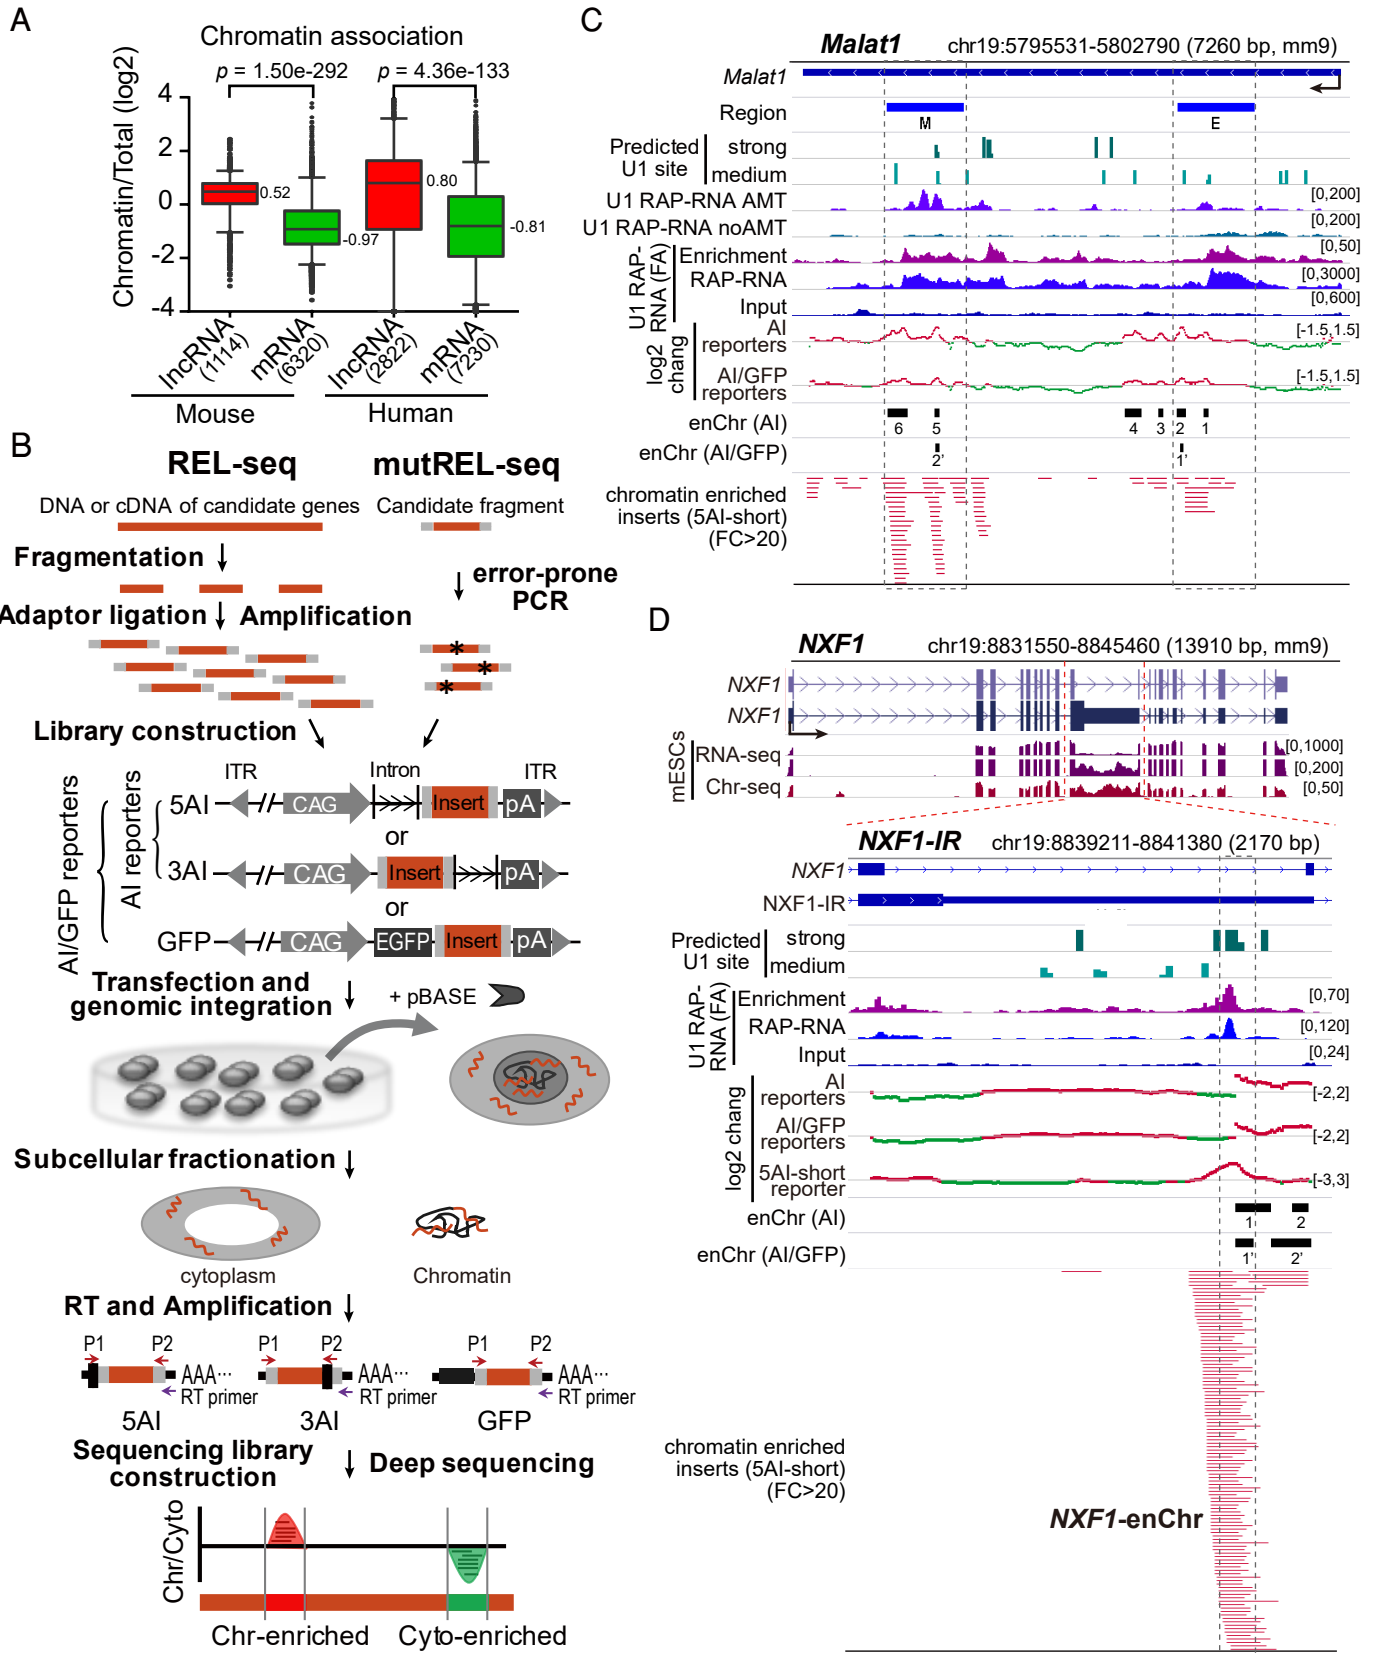 A
Chromatin association
p = 1.50e-292
p = 4.36e-133
Chromatin/Total (log2)
4
2
0
-2
-4
0.52
-0.97
0.80
-0.81
lncRNA
(1114)
mRNA
(6320)
lncRNA
(2822)
mRNA
(7230)
Mouse
Human
B
REL-seq
mutREL-seq
DNA or cDNA of candidate genes
Candidate fragment
Fragmentation
error-prone
PCR
Adaptor ligation
Amplification
*
*
*
Library construction
AI/GFP reporters
AI reporters
ITR
Intron
ITR
5AI
CAG
Insert
pA
or
3AI
CAG
Insert
pA
or
GFP
CAG
EGFP
Insert
pA
Transfection and
genomic integration
+ pBASE
Subcellular fractionation
cytoplasm
Chromatin
RT and Amplification
P1
P2
AAA···
RT primer
5AI
P1
P2
AAA···
RT primer
3AI
P1
P2
AAA···
RT primer
GFP
Sequencing library
construction
Deep sequencing
Chr/Cyto
Chr-enriched
Cyto-enriched
C
Malat1
chr19:5795531-5802790 (7260 bp, mm9)
Malat1
Region
M
E
Predicted
U1 site
strong
medium
U1 RAP-RNA AMT
[0,200]
U1 RAP-RNA noAMT
[0,200]
U1 RAP-
RNA (FA)
Enrichment
[0,50]
RAP-RNA
[0,3000]
Input
[0,600]
log2
chang
AI
reporters
[-1.5,1.5]
AI/GFP
reporters
[-1.5,1.5]
enChr (AI)
6
5
4
3
2
1
enChr (AI/GFP)
2'
1'
chromatin enriched
inserts (5AI-short)
(FC>20)
D
NXF1
chr19:8831550-8845460 (13910 bp, mm9)
NXF1
NXF1
mESCs
RNA-seq
[0,1000]
[0,200]
Chr-seq
[0,50]
NXF1-IR
chr19:8839211-8841380 (2170 bp)
NXF1
NXF1-IR
Predicted
U1 site
strong
medium
U1 RAP-
RNA (FA)
Enrichment
[0,70]
RAP-RNA
[0,120]
Input
[0,24]
log2 chang
AI
reporters
[-2,2]
AI/GFP
reporters
[-2,2]
5AI-short
reporter
[-3,3]
enChr (AI)
1
2
enChr (AI/GFP)
1'
2'
chromatin enriched
inserts (5AI-short)
(FC>20)
NXF1-enChr